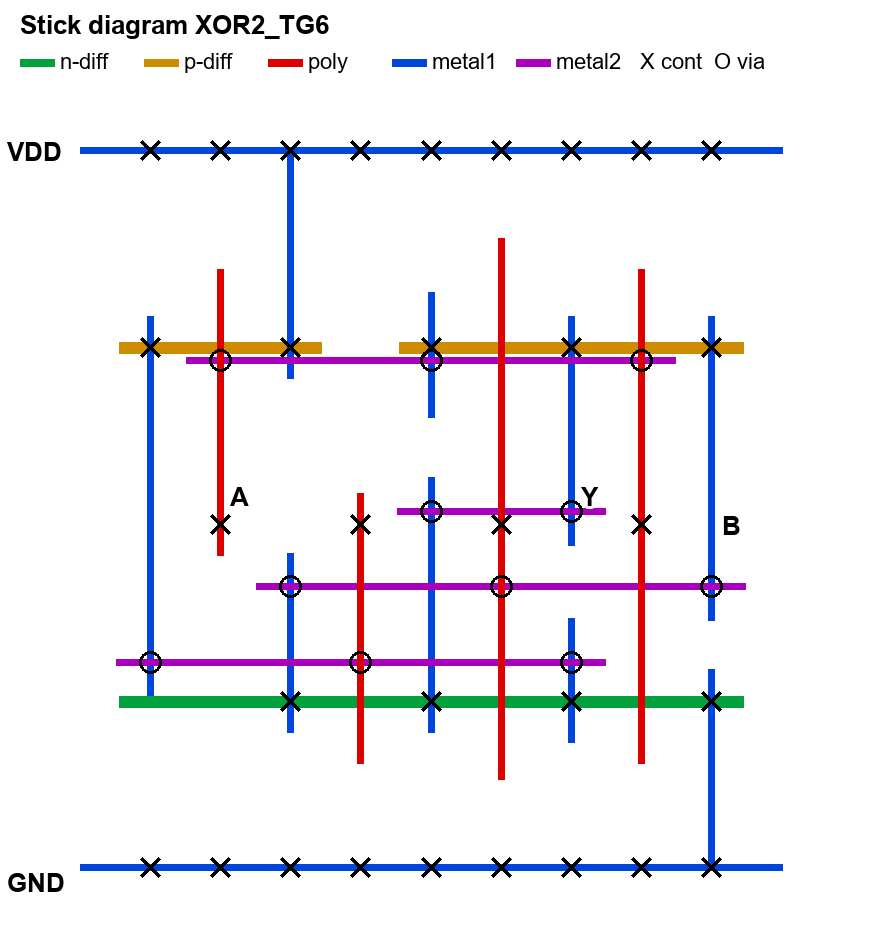 Stick diagram XOR2_TG6
n-diff p-diff poly metal1 metal2 X cont O via
VDD
A
Y
B
GND